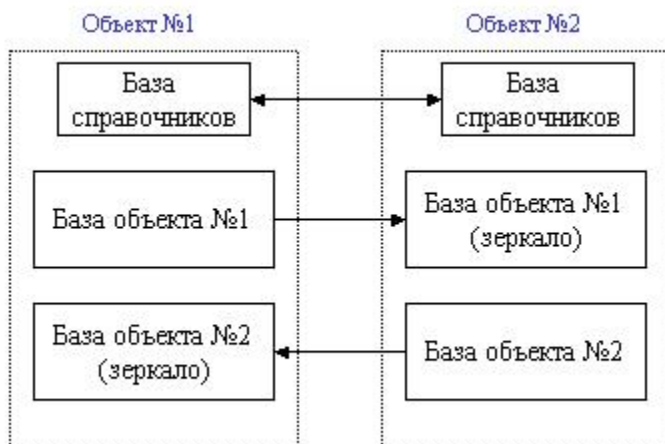 Объект №1
Объект №2
База
справочников
База
справочников
База объекта №1
База объекта №1
(зеркало)
База объекта №2
(зеркало)
База объекта №2